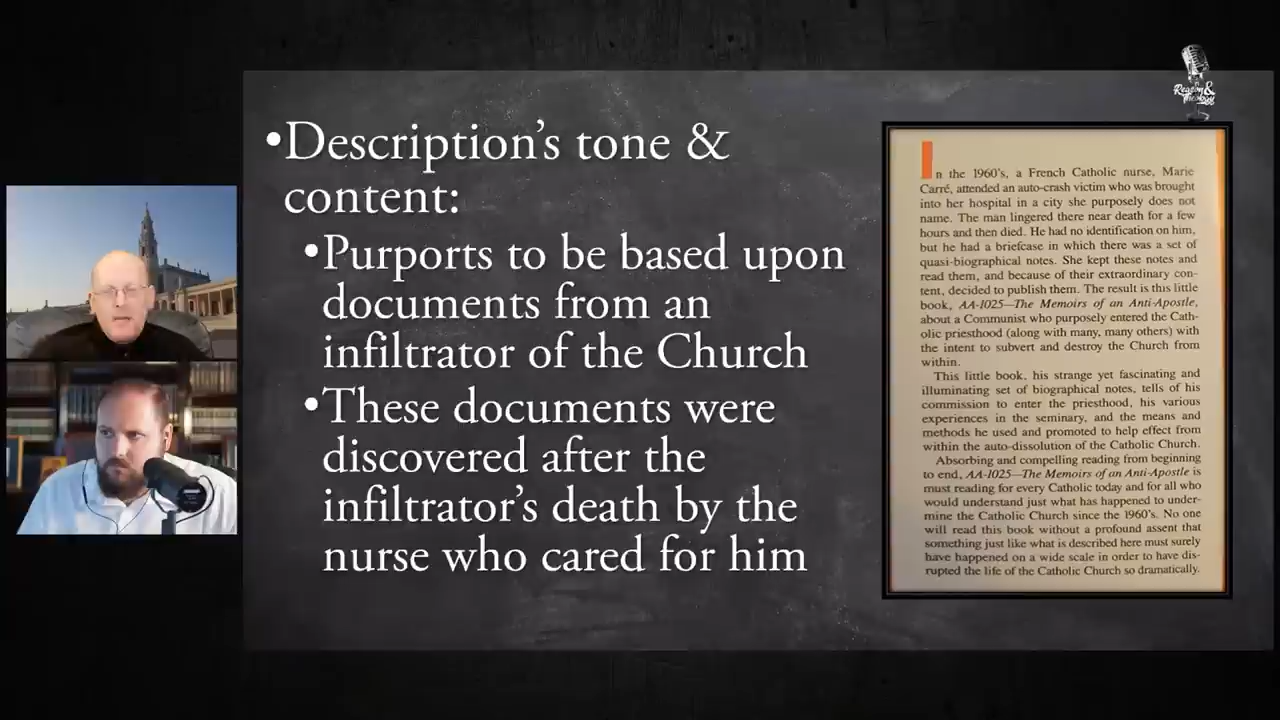 •Description’s tone &
content:
•Purports to be based upon
documents from an
infiltrator of the Church
•These documents were
discovered after the
infiltrator’s death by the
nurse who cared for him
Reason &
Theology
In the 1960's, a French Catholic nurse, Marie
Carré, attended an auto-crash victim who was brought
into her hospital in a city she purposely does not
name. The man lingered there near death for a few
hours and then died. He had no identification on him,
but he had a briefcase in which there was a set of
quasi-biographical notes. She kept these notes and
read them, and because of their extraordinary con-
tent, decided to publish them. The result is this little
book, AA-1025—The Memoirs of an Anti-Apostle,
about a Communist who purposely entered the Cath-
olic priesthood (along with many, many others) with
the intent to subvert and destroy the Church from
within.
This little book, his strange yet fascinating and
illuminating set of biographical notes, tells of his
commission to enter the priesthood, his various
experiences in the seminary, and the means and
methods he used and promoted to help effect from
within the auto-dissolution of the Catholic Church.
Absorbing and compelling reading from beginning
to end, AA-1025—The Memoirs of an Anti-Apostle is
must reading for every Catholic today and for all who
would understand just what has happened to under-
mine the Catholic Church since the 1960's. No one
will read this book without a profound assent that
something just like what is described here must surely
have happened on a wide scale in order to have dis-
rupted the life of the Catholic Church so dramatically.